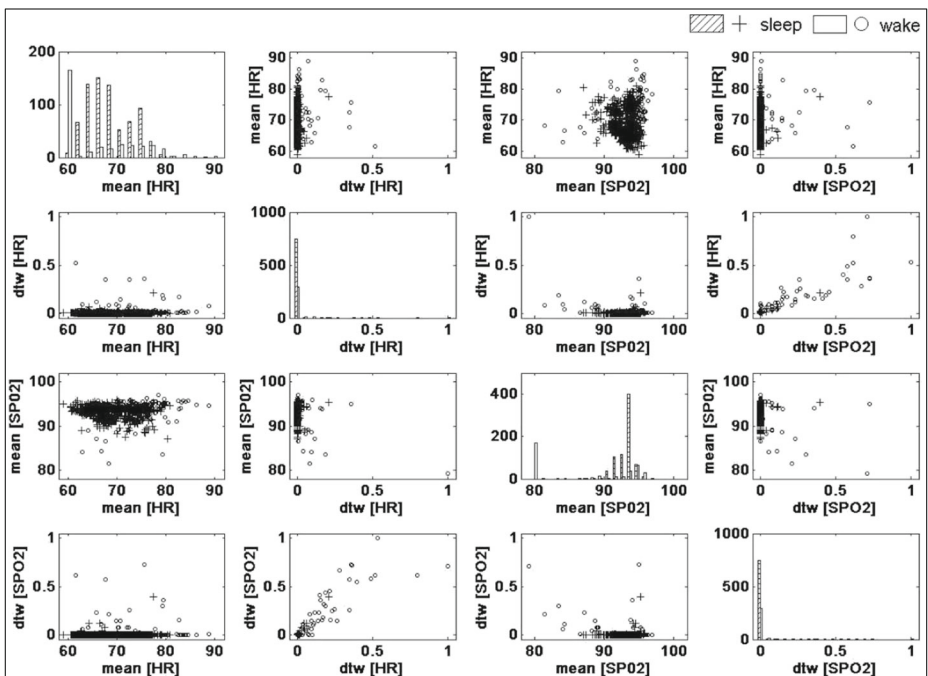 sleep wake
200 90 90 90
mean [HR] mean [HR] mean [HR]
80 80 80
100
70 70 70
0 60 60 60
60 70 80 90 0 0.5 1 80 90 100 0 0.5 1
mean [HR] dtw [HR] mean [SP02] dtw [SPO2]
1 1000 1 1
dtw [HR] dtw [HR] dtw [HR]
0.5 500 0.5 0.5
0 0 0 0
60 70 80 90 0 0.5 1 80 90 100 0 0.5 1
mean [HR] dtw [HR] mean [SP02] dtw [SPO2]
100 100 100
mean [SP02] mean [SP02] mean [SP02]
400
90 90 90
200
80 80 0 80
60 70 80 90 0 0.5 1 80 90 100 0 0.5 1
mean [HR] dtw [HR] mean [SP02] dtw [SPO2]
1 1 1 1000
dtw [SPO2] dtw [SPO2] dtw [SPO2]
0.5 0.5 0.5 500
0 0 0 0
60 70 80 90 0 0.5 1 80 90 100 0 0.5 1
mean [HR] dtw [HR] mean [SP02] dtw [SPO2]